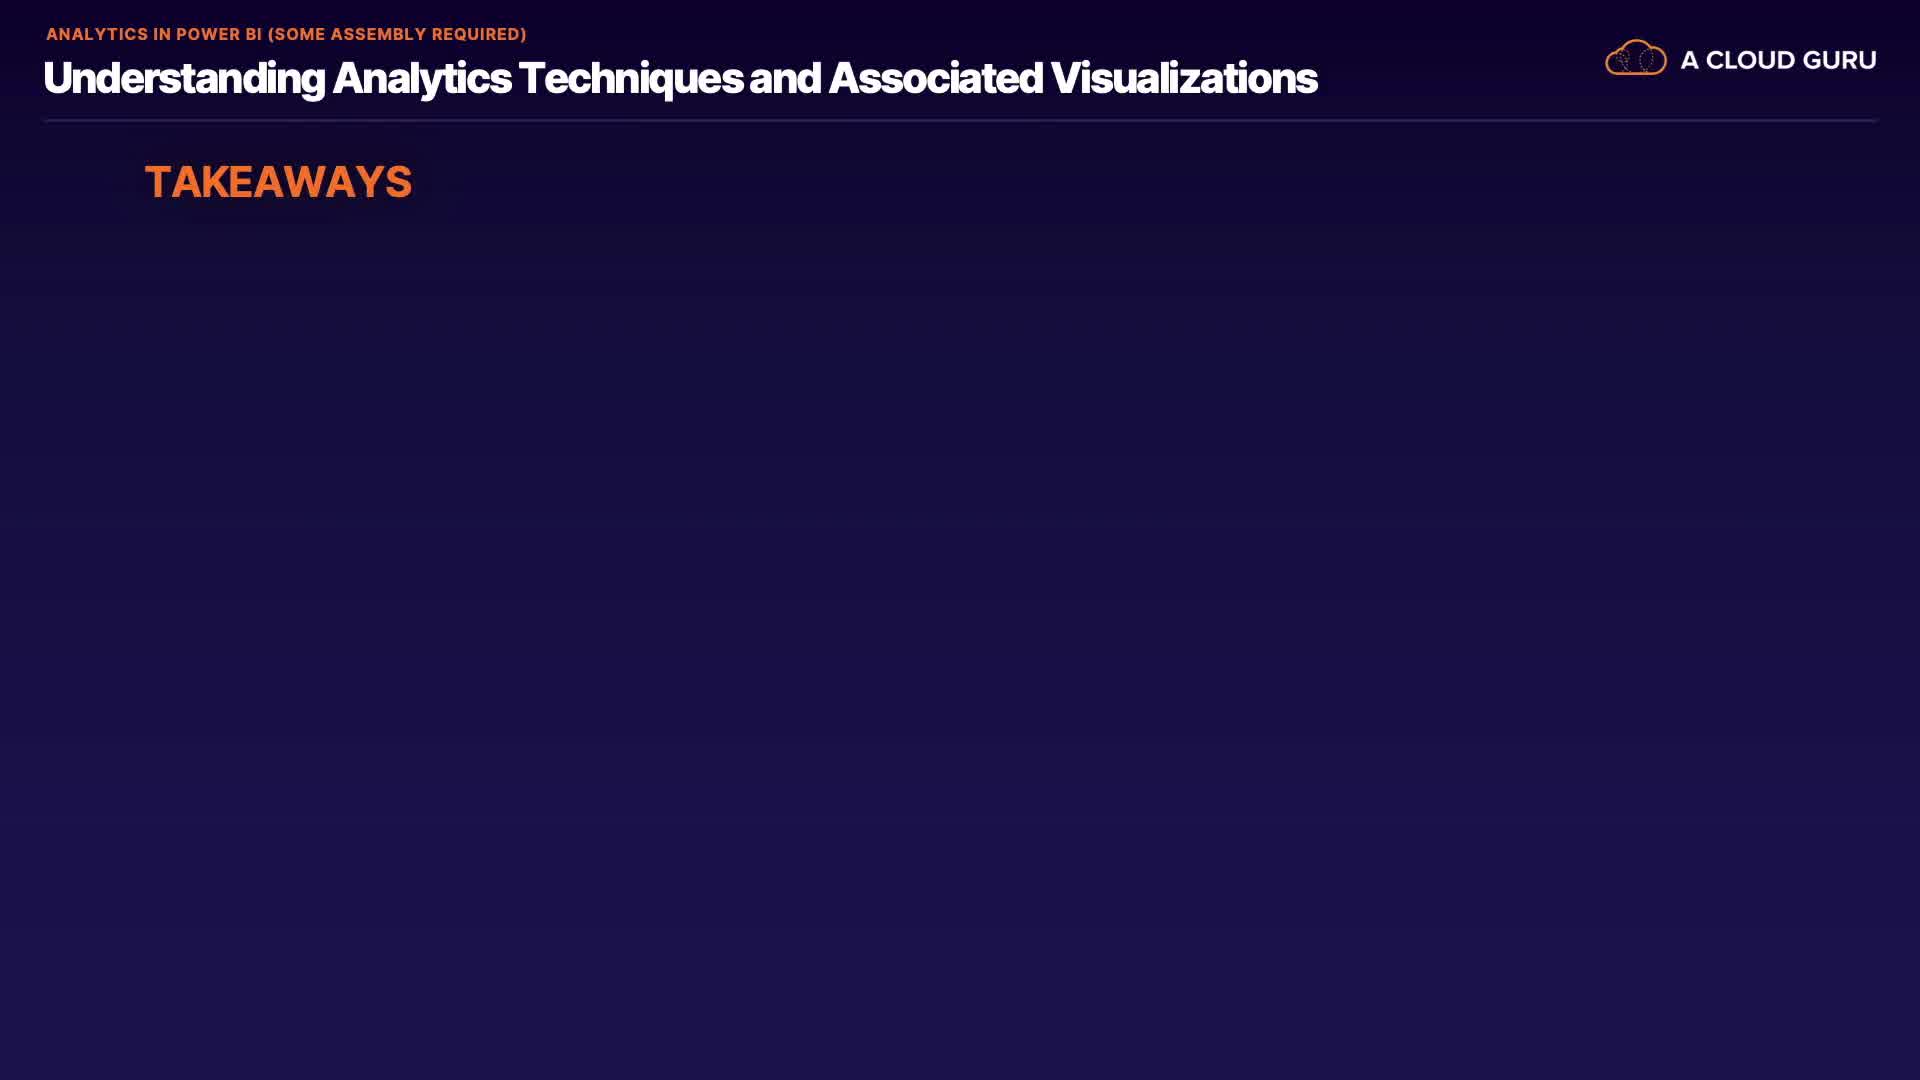 ANALYTICS IN POWER BI (SOME ASSEMBLY REQUIRED)
Understanding Analytics Techniques and Associated Visualizations
A CLOUD GURU
TAKEAWAYS